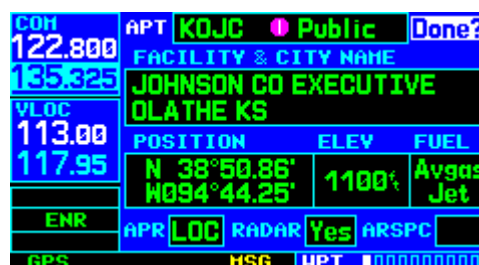 COM
122.800
135.325
VLOC
113.00
117.95
ENR
GPS
APT KOJC Public Done?
FACILITY & CITY NAME
JOHNSON CO EXECUTIVE
OLATHE KS
POSITION ELEV FUEL
N 38°50.86'
W094°44.25'
1100ft
Avgas
Jet
APR LOC RADAR Yes ARSPC
MSG WPT